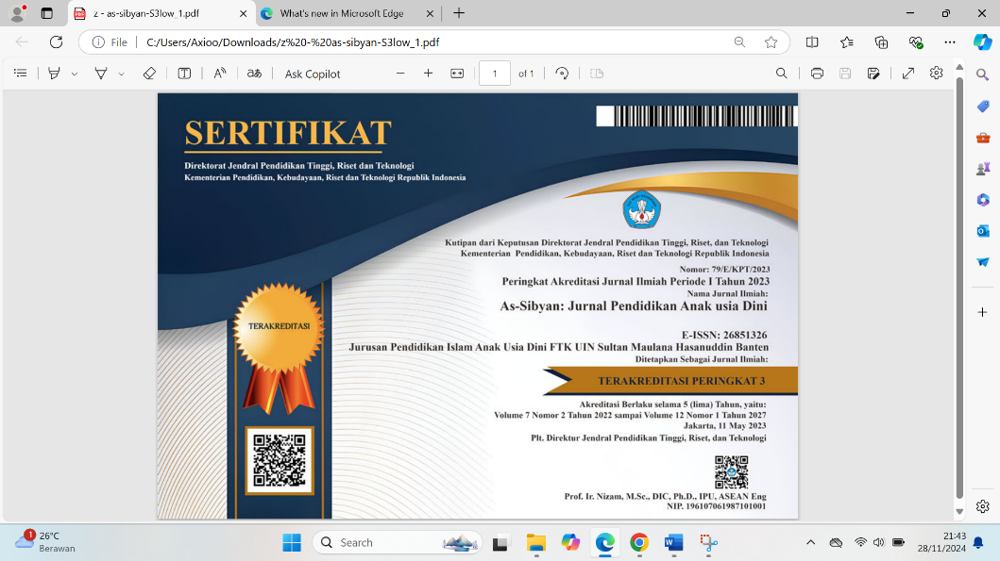 z - as-sibyan-S3low_1.pdf
What's new in Microsoft Edge
File
C:/Users/Axioo/Downloads/z%20-%20as-sibyan-S3low_1.pdf
Ask Copilot
1
of 1
SERTIFIKAT
Direktorat Jendral Pendidikan Tinggi, Riset dan Teknologi
Kementerian Pendidikan, Kebudayaan, Riset dan Teknologi Republik Indonesia
Kutipan dari Keputusan Direktorat Jendral Pendidikan Tinggi, Riset, dan Teknologi
Kementerian Pendidikan, Kebudayaan, Riset dan Teknologi Republik Indonesia
Nomor: 79/E/KPT/2023
Peringkat Akreditasi Jurnal Ilmiah Periode I Tahun 2023
Nama Jurnal Ilmiah:
As-Sibyan: Jurnal Pendidikan Anak usia Dini
E-ISSN: 26851326
Jurusan Pendidikan Islam Anak Usia Dini FTK UIN Sultan Maulana Hasanuddin Banten
Ditetapkan Sebagai Jurnal Ilmiah:
TERAKREDITASI PERINGKAT 3
Akreditasi Berlaku selama 5 (lima) Tahun, yaitu:
Volume 7 Nomor 2 Tahun 2022 sampai Volume 12 Nomor 1 Tahun 2027
Jakarta, 11 May 2023
Plt. Direktur Jendral Pendidikan Tinggi, Riset, dan Teknologi
Prof. Ir. Nizam, M.Sc., DIC, Ph.D., IPU, ASEAN Eng
NIP. 196107061987101001
TERAKREDITASI
1
26°C
Berawan
Search
21:43
28/11/2024